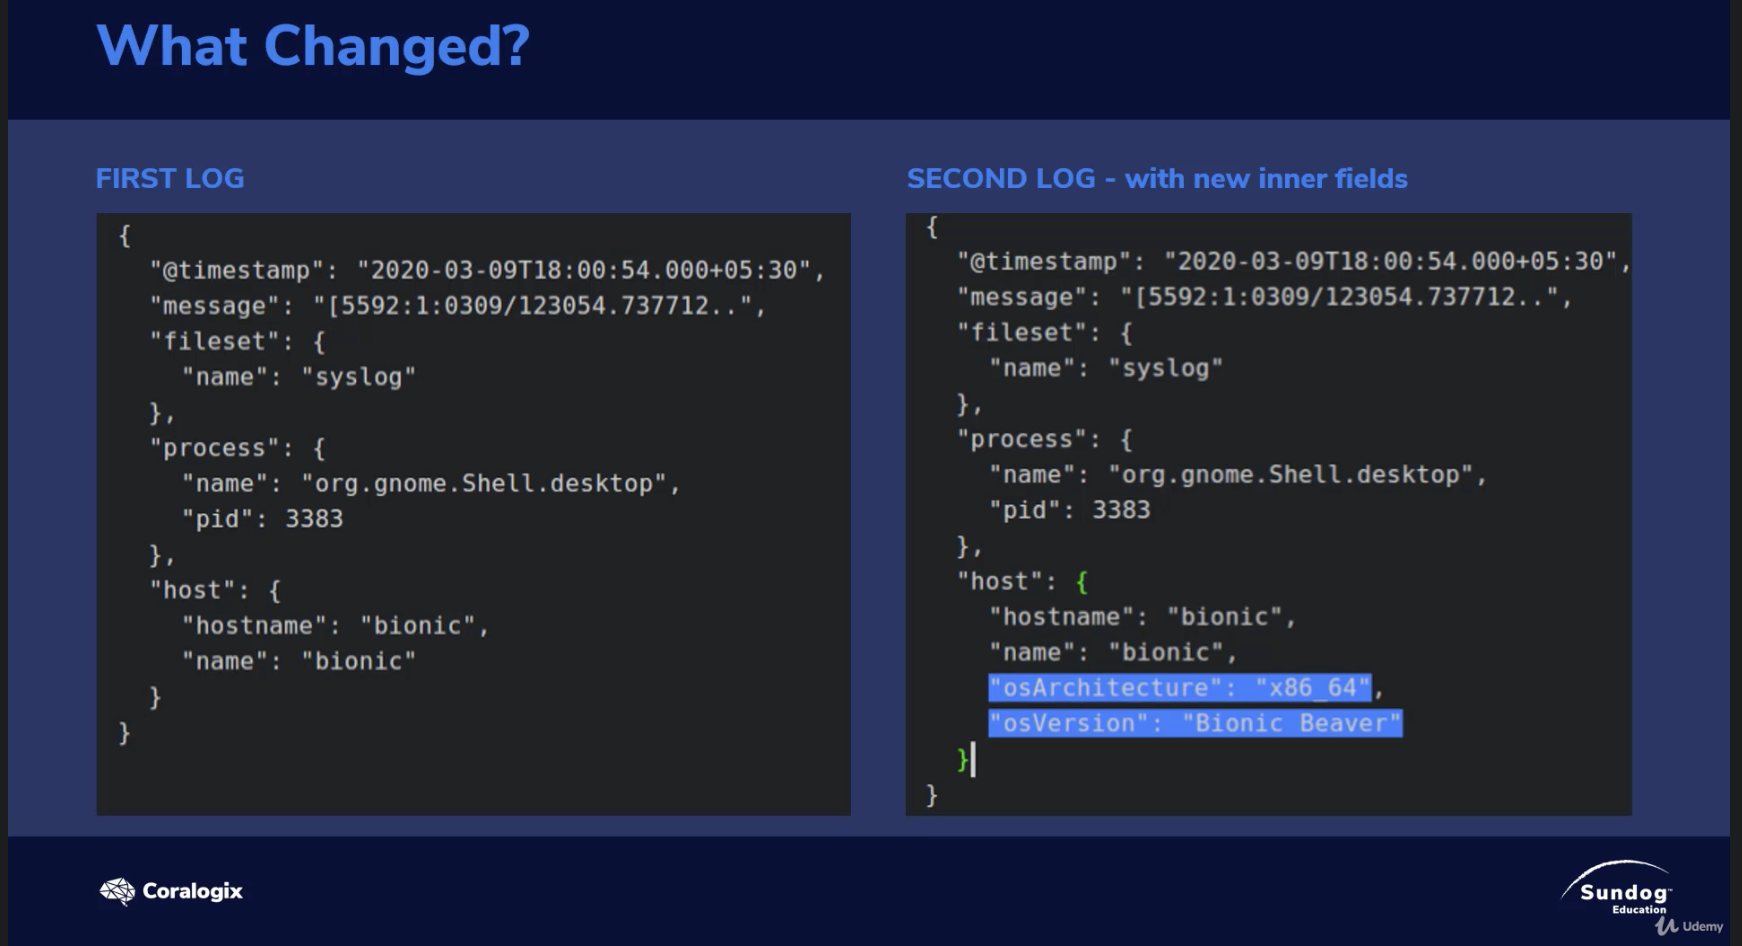 What Changed?
FIRST LOG
{
"@timestamp": "2020-03-09T18:00:54.000+05:30",
"message": "[5592:1:0309/123054.737712..",
"fileset": {
"name": "syslog"
},
"process": {
"name": "org.gnome.Shell.desktop",
"pid": 3383
},
"host": {
"hostname": "bionic",
"name": "bionic"
}
}
SECOND LOG - with new inner fields
{
"@timestamp": "2020-03-09T18:00:54.000+05:30",
"message": "[5592:1:0309/123054.737712..",
"fileset": {
"name": "syslog"
},
"process": {
"name": "org.gnome.Shell.desktop",
"pid": 3383
},
"host": {
"hostname": "bionic",
"name": "bionic",
"osArchitecture": "x86_64",
"osVersion": "Bionic Beaver"
}
}
Coralogix
Sundog™
Education
Udemy